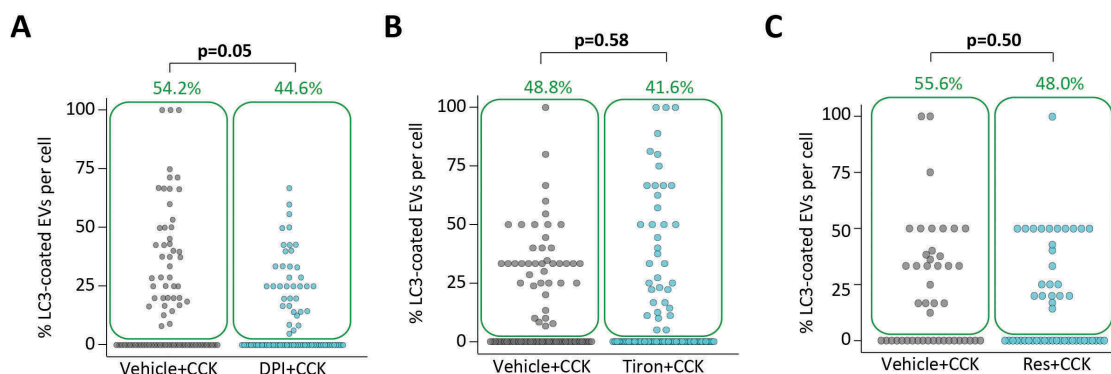 A
p=0.05
54.2% 44.6%
% LC3-coated EVs per cell
100
75
50
25
0
Vehicle+CCK DPI+CCK
B
p=0.58
48.8% 41.6%
% LC3-coated EVs per cell
100
75
50
25
0
Vehicle+CCK Tiron+CCK
C
p=0.50
55.6% 48.0%
% LC3-coated EVs per cell
100
75
50
25
0
Vehicle+CCK Res+CCK